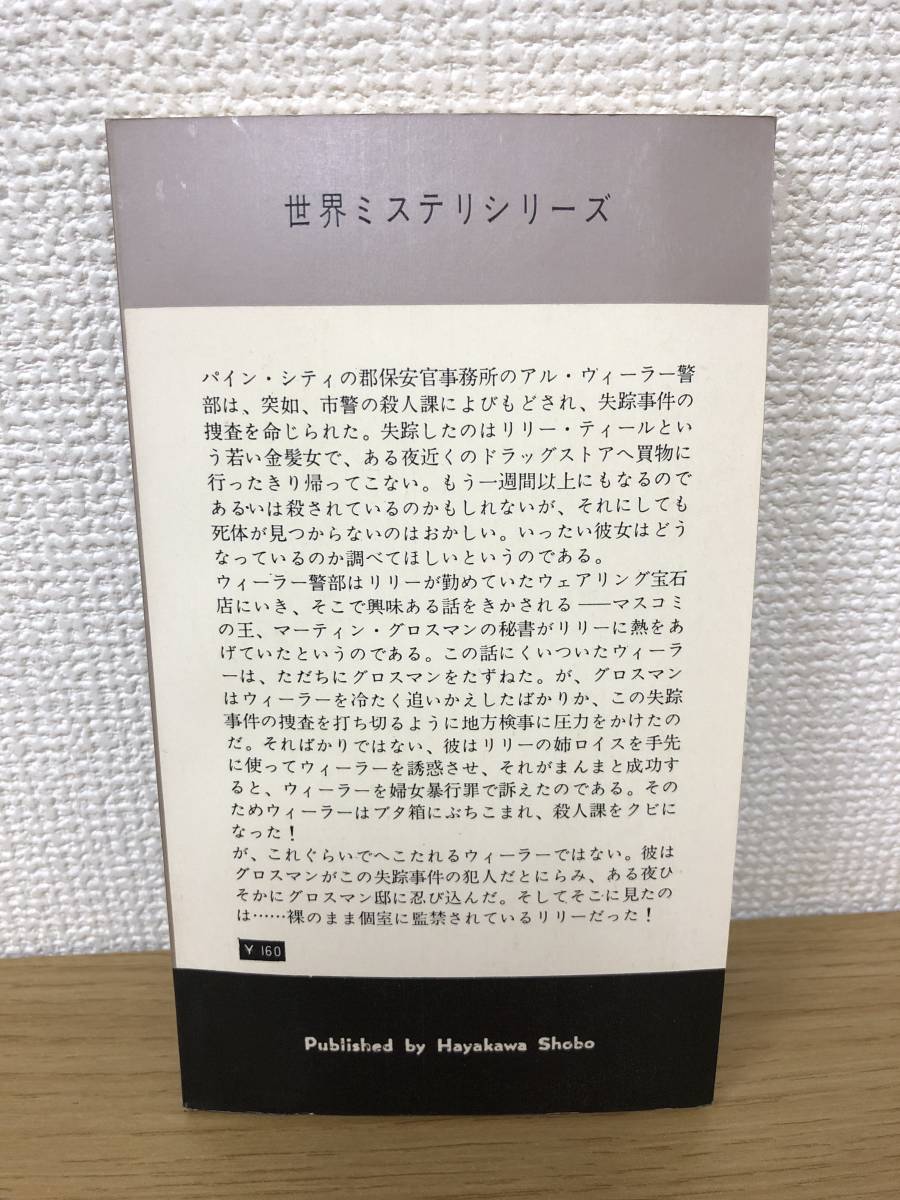 世界ミステリシリーズ
パイン・シティの郡保安官事務所のアル・ヴィーラー警
部は、突如、市警の殺人課によびもどされ、失踪事件の
捜査を命じられた。失踪したのはリリー・ティールとい
う若い金髪女で、ある夜近くのドラッグストアへ買物に
行ったきり帰ってこない。もう一週間以上にもなるので
あるいは殺されているのかもしれないが、それにしても
死体が見つからないのはおかしい。いったい彼女はどう
なっているのか調べてほしいというのである。
ウィーラー警部はリリーが勤めていたウェアリング宝石
店にいき、そこで興味ある話をきかされる――マスコミ
の王、マーティン・グロスマンの秘書がリリーに熱をあ
げていたというのである。この話にくいついたウィーラ
ーは、ただちにグロスマンをたずねた。が、グロスマン
はウィーラーを冷たく追いかえしたばかりか、この失踪
事件の捜査を打ち切るように地方検事に圧力をかけたの
だ。そればかりではない、彼はリリーの姉ロイスを手先
に使ってウィーラーを誘惑させ、それがまんまと成功す
ると、ウィーラーを婦女暴行罪で訴えたのである。その
ためウィーラーはブタ箱にぶちこまれ、殺人課をクビに
なった！
が、これぐらいでへこたれるウィーラーではない。彼は
グロスマンがこの失踪事件の犯人だとにらみ、ある夜ひ
そかにグロスマン邸に忍び込んだ。そしてそこに見たの
は……裸のまま個室に監禁されているリリーだった！
¥ 160
Published by Hayakawa Shobo